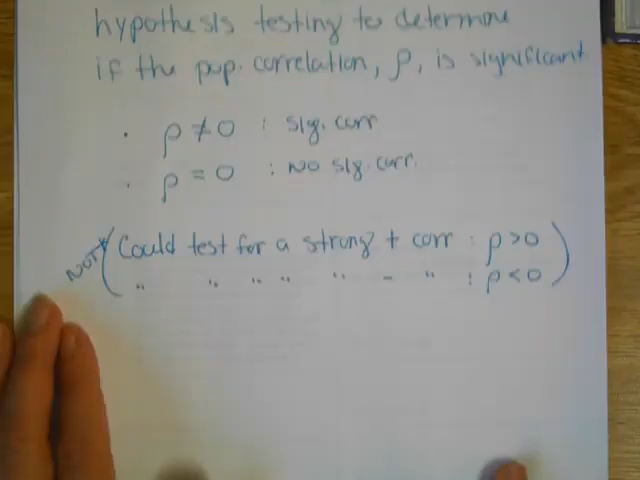 hypothesis testing to determine
if the pop. correlation, ρ, is significant
· ρ ≠ 0 : sig. corr
· ρ = 0 : No sig. corr.
NOT * (Could test for a strong + corr : ρ > 0
" " " " " - " : ρ < 0)